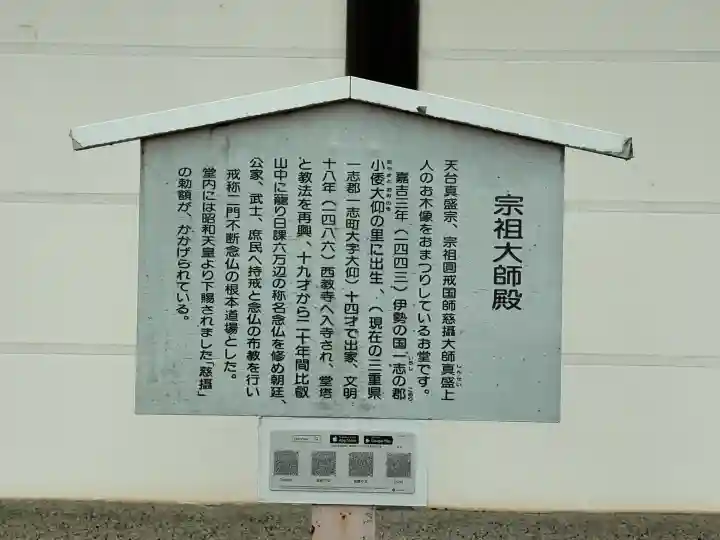 宗祖大師殿
天台真盛宗、宗祖圓戒国師慈攝大師真盛上
人のお木像をおまつりしているお堂です。
嘉吉三年(一四四三)伊勢の国一志の郡
小倭大仰の里に出生、(現在の三重県
一志郡一志町大字大仰)十四才で出家、文明
十八年(一四八六)西教寺へ入寺され、堂塔
と教法を再興、十九才から二十年間比叡
山中に籠り日課六万辺の称名念仏を修め朝廷、
公家、武士、庶民へ持戒と念仏の布教を行い
戒称二門不断念仏の根本道場とした。
堂内には昭和天皇より下賜されました「慈攝」
の勅額が、かかげられている。
App Store
Google Play